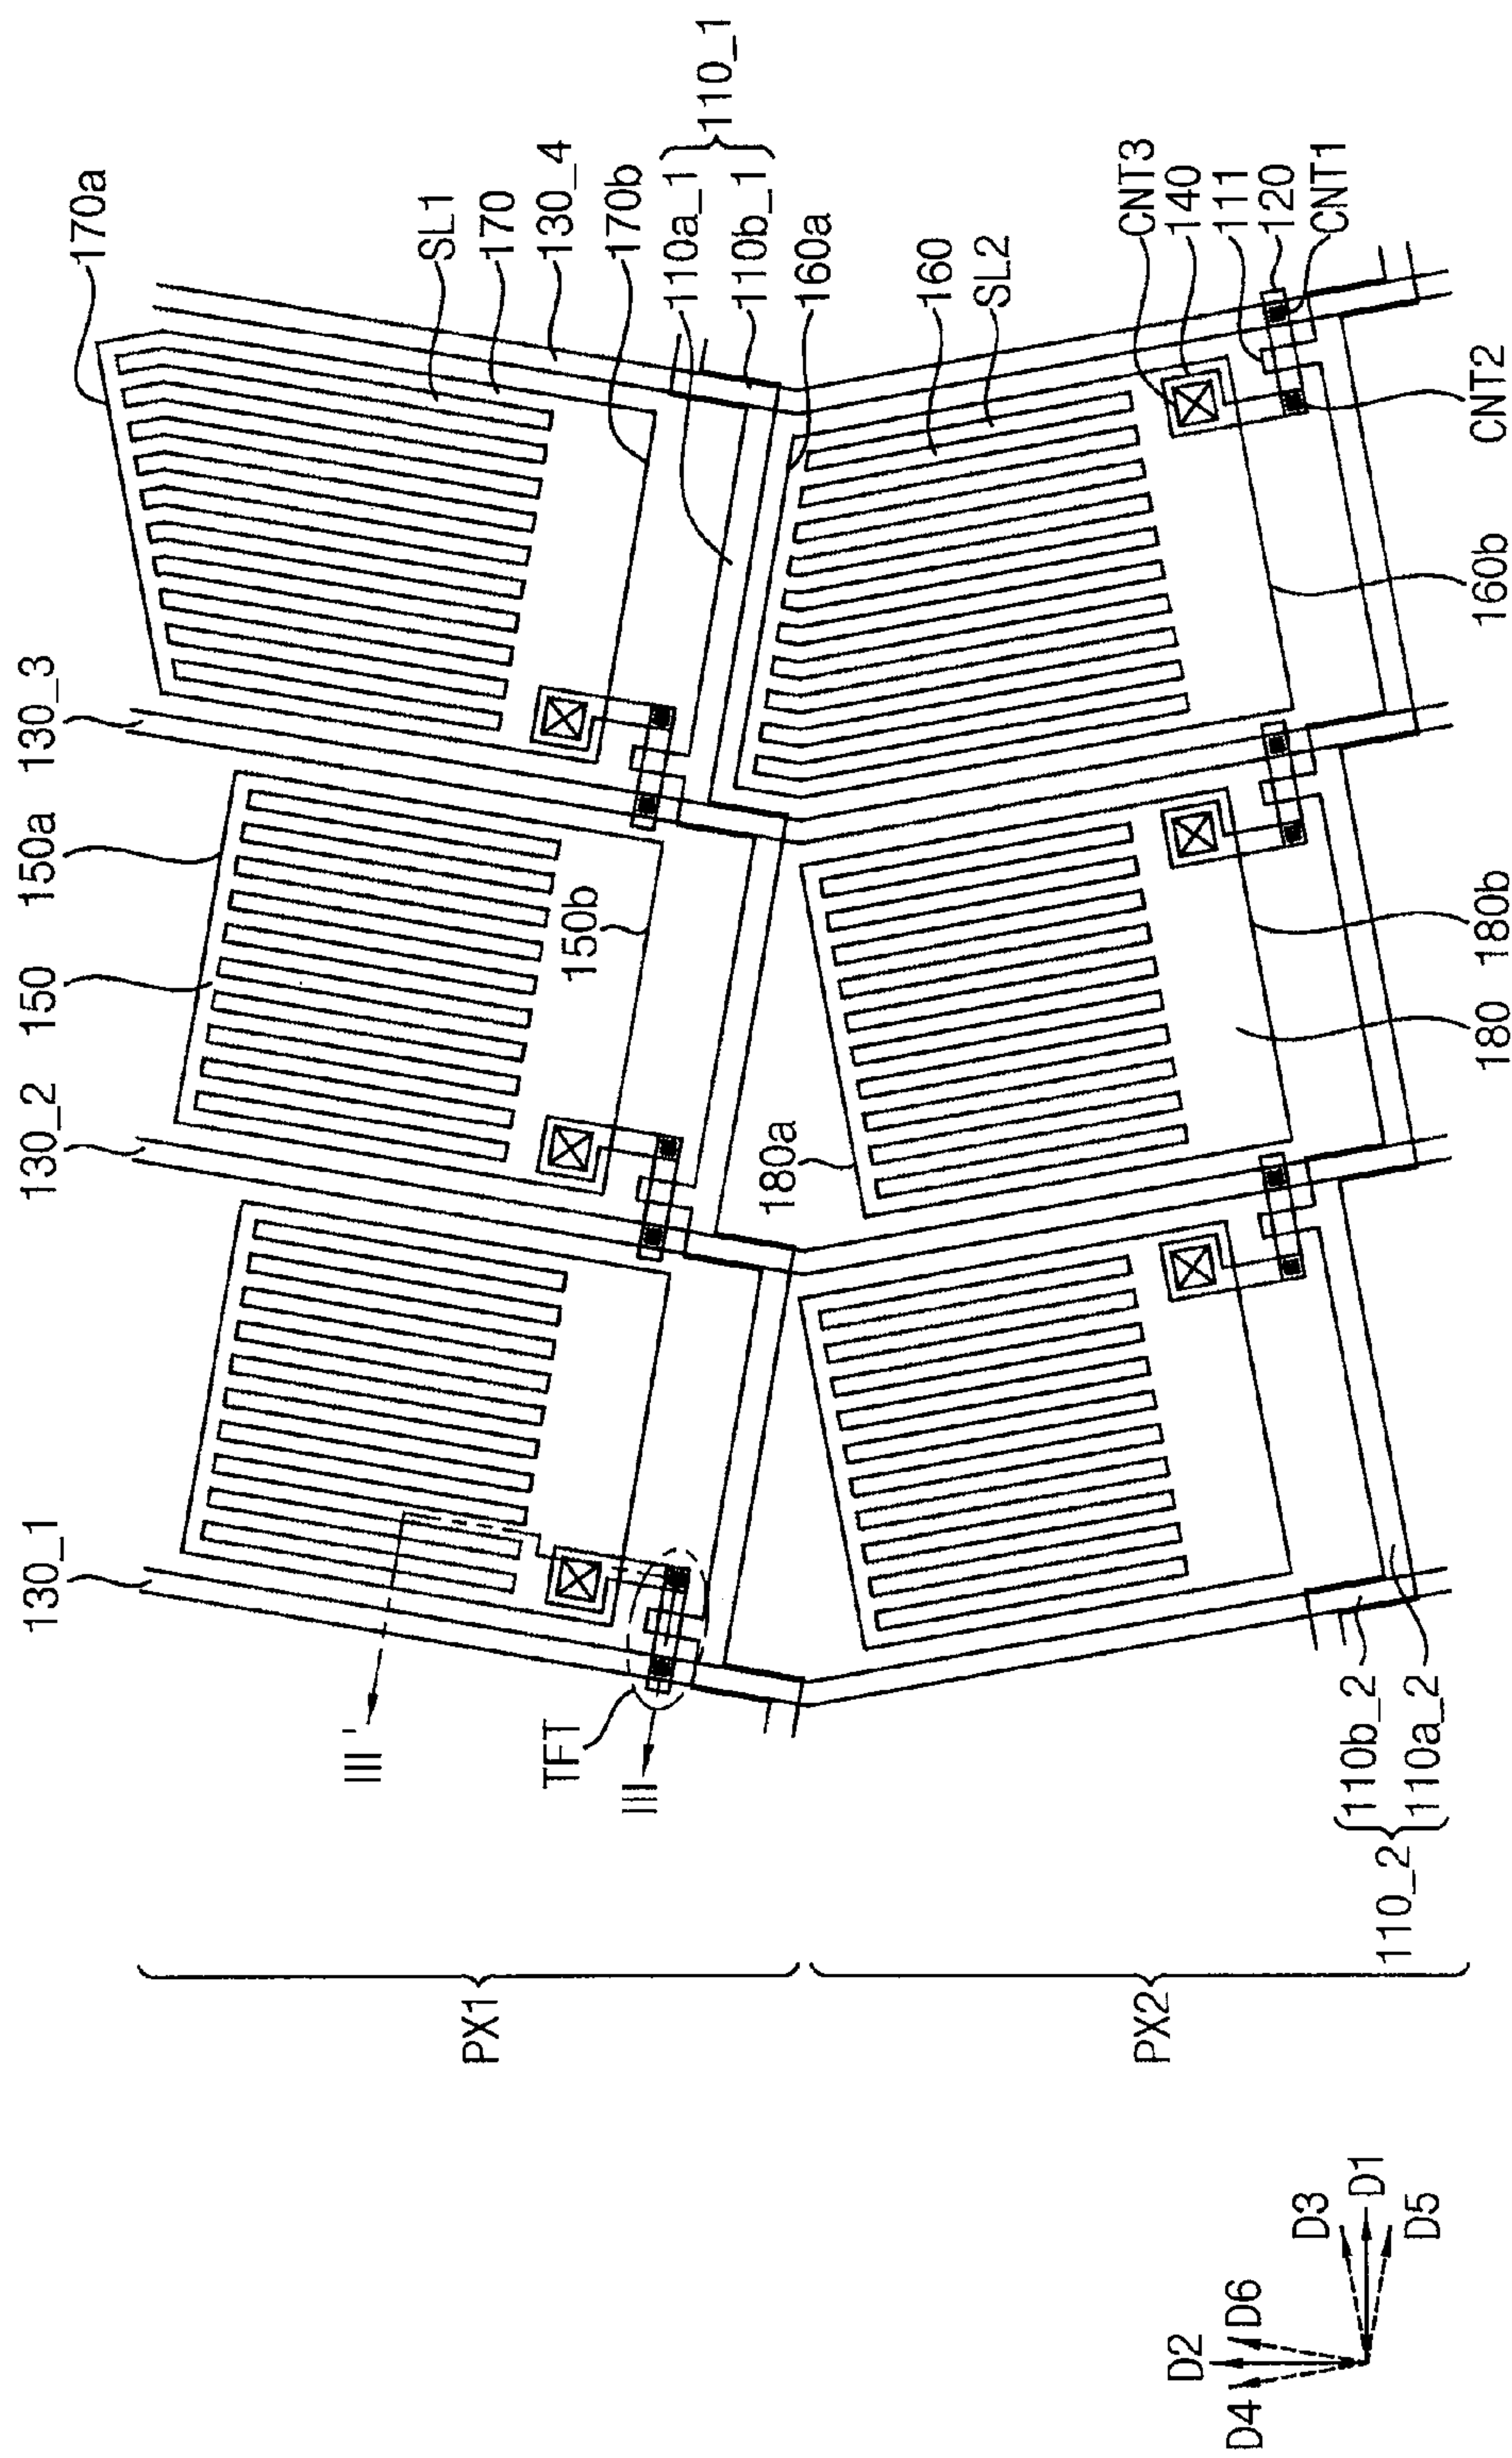 130_1
130_2
150
150a
130_3
170a
SL1
170
130_4
170b
110a_1
110b_1
110_1
160a
160
SL2
CNT3
140
111
120
CNT1
CNT2
160b
180b
180
180a
150b
III'
TFT
III
110_2
110b_2
110a_2
PX1
PX2
D2
D4
D6
D3
D1
D5